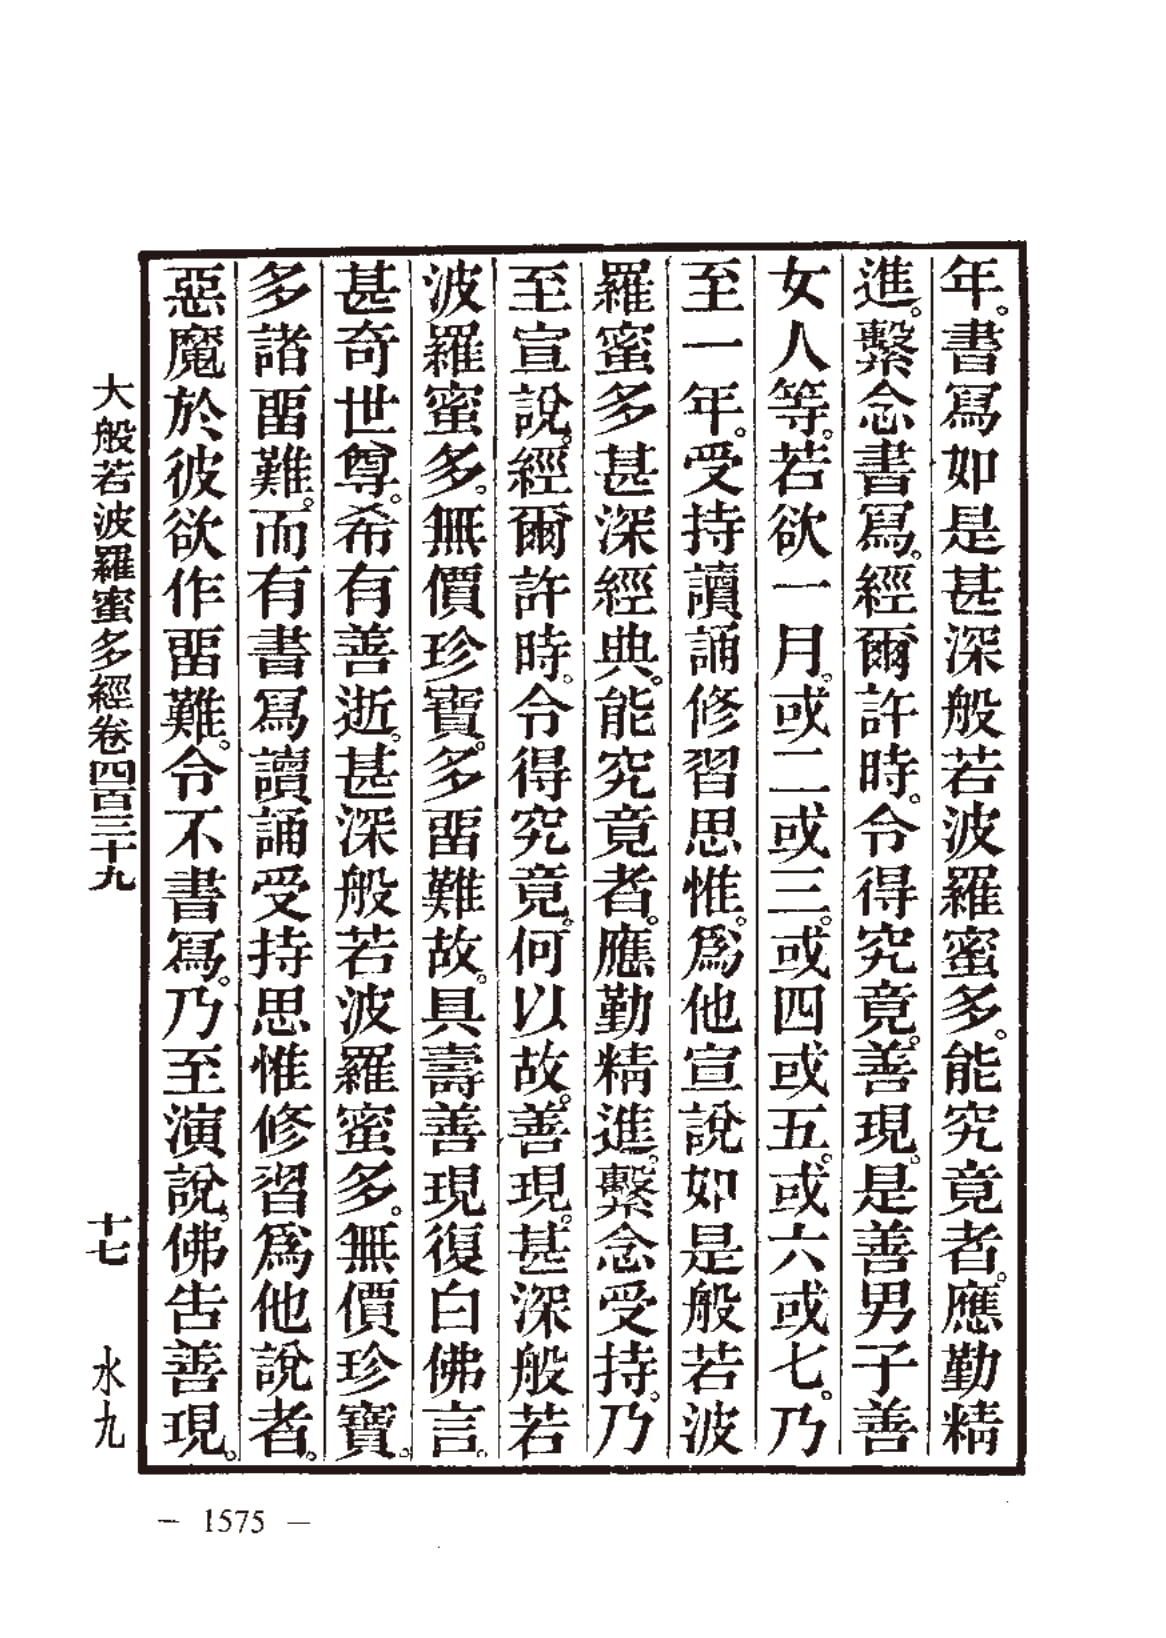 年。書寫如是甚深般若波羅蜜多。能究竟者。應勤精
進。繫念書寫。經爾許時。令得究竟。善現。是善男子善
女人等。若欲一月。或二或三。或四或五。或六或七。乃
至一年。受持讀誦修習思惟。爲他宣說如是般若波
羅蜜多甚深經典。能究竟者。應勤精進。繫念受持。乃
至宣說。經爾許時。令得究竟。何以故。善現。甚深般若
波羅蜜多。無價珍寶。多畱難故。具壽善現復白佛言。
甚奇世尊。希有善逝。甚深般若波羅蜜多。無價珍寶。
多諸畱難。而有書寫讀誦受持思惟修習爲他說者。
惡魔於彼欲作畱難。令不書寫。乃至演說。佛告善現。
大般若波羅蜜多經卷四百三十九 十七 水九
— 1575 —